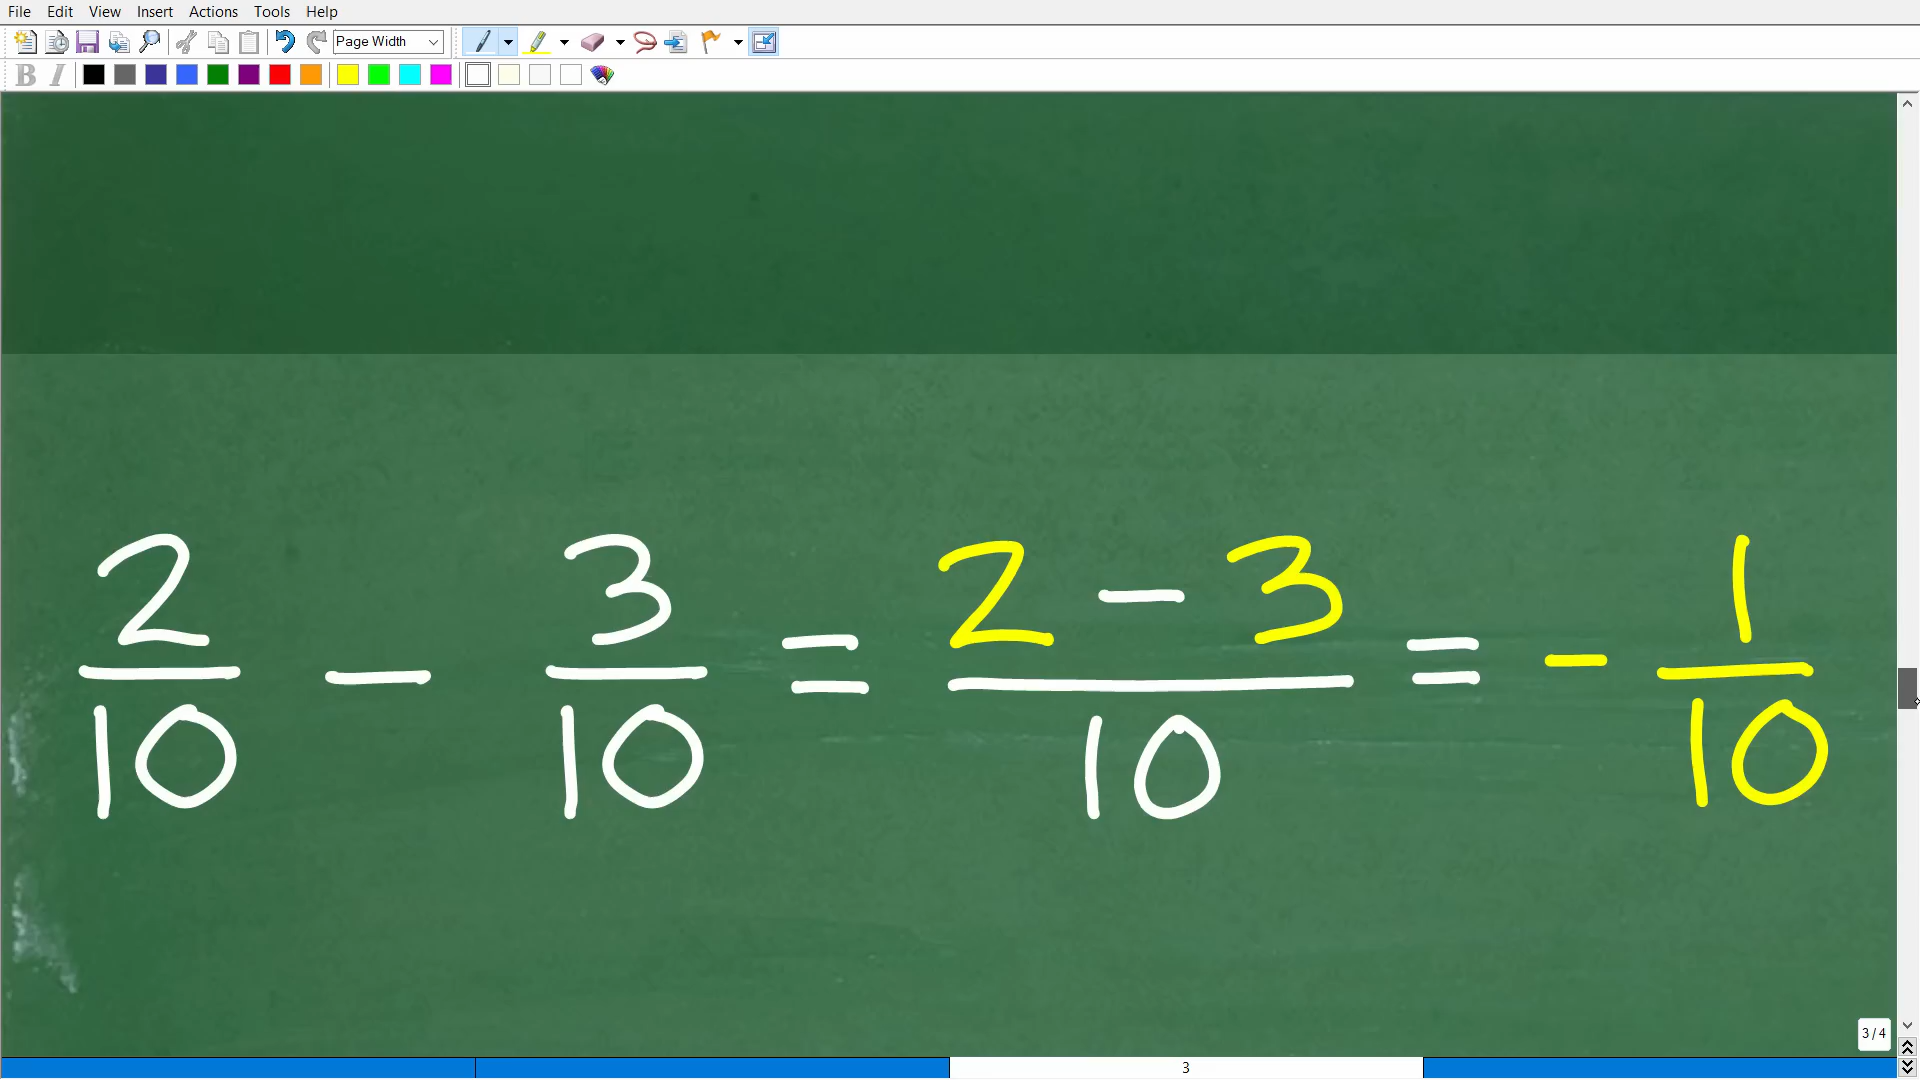 File Edit View Insert Actions Tools Help
Page Width
B I
2/10 - 3/10 = (2 - 3)/10 = - 1/10
3 / 4
3